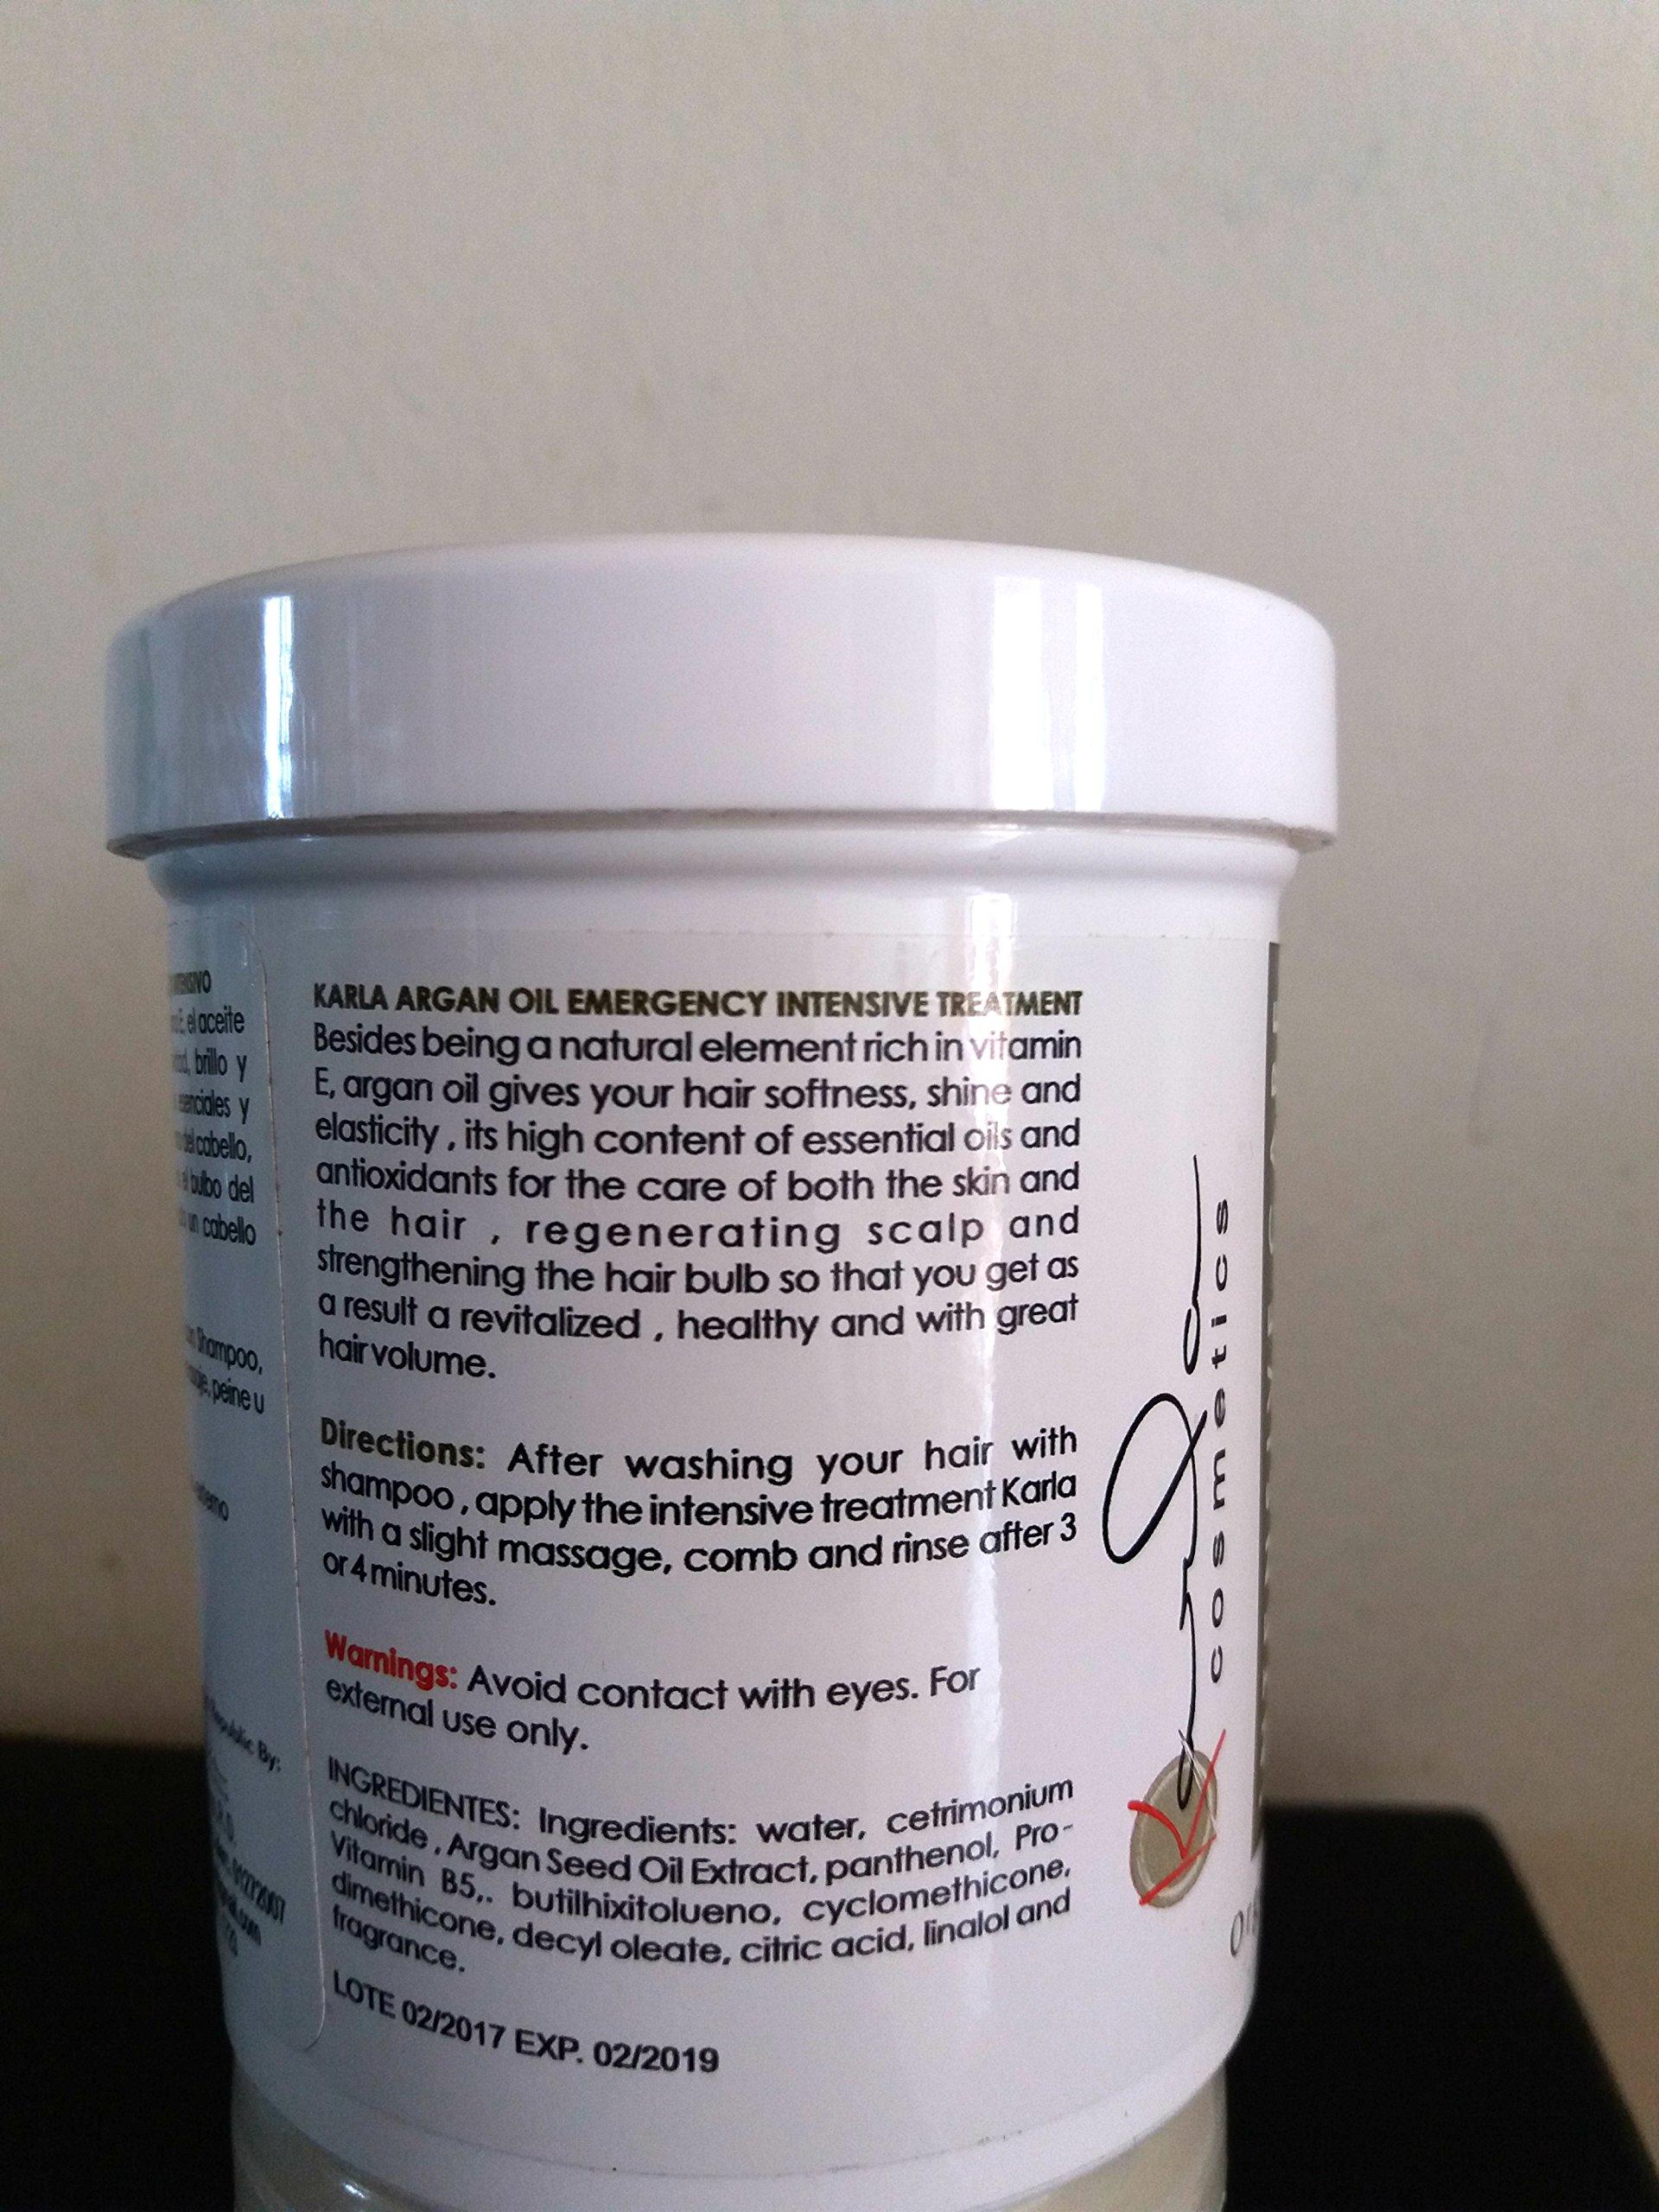 KARLA ARGAN OIL EMERGENCY INTENSIVE TREATMENT
Besides being a natural element rich in vitamin
E, argan oil gives your hair softness, shine and
elasticity , its high content of essential oils and
antioxidants for the care of both the skin and
the hair , regenerating scalp and
strengthening the hair bulb so that you get as
a result a revitalized , healthy and with great
hair volume.
Directions: After washing your hair with
shampoo , apply the intensive treatment Karla
with a slight massage, comb and rinse after 3
or 4 minutes.
Warnings: Avoid contact with eyes. For
external use only.
INGREDIENTES: Ingredients: water, cetrimonium
chloride , Argan Seed Oil Extract, panthenol, Pro-
Vitamin B5,. butilhixitolueno, cyclomethicone,
dimethicone, decyl oleate, citric acid, linalol and
fragrance.
LOTE 02/2017 EXP. 02/2019
cosmetics
el aceite
brillo y
y
del cabello,
bulbo del
un cabello
Shampoo,
peine u
Republic By: